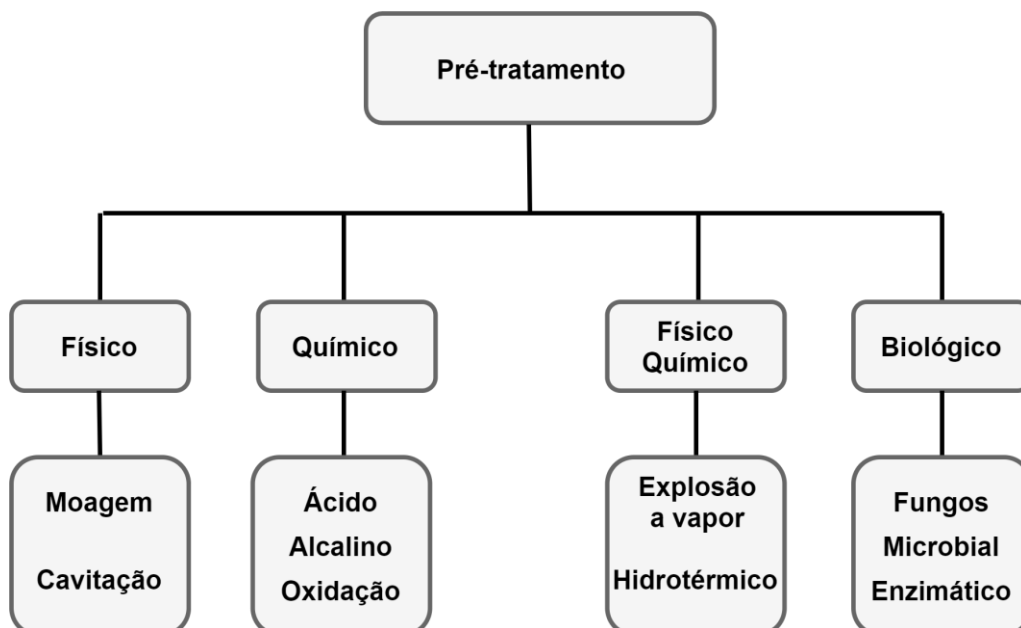 Pré-tratamento
Físico
Químico
Físico
Químico
Biológico
Moagem
Cavitação
Ácido
Alcalino
Oxidação
Explosão
a vapor
Hidrotérmico
Fungos
Microbial
Enzimático